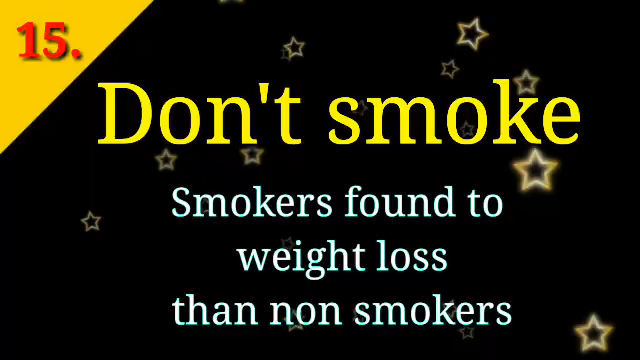 15.
Don't smoke
Smokers found to
weight loss
than non smokers